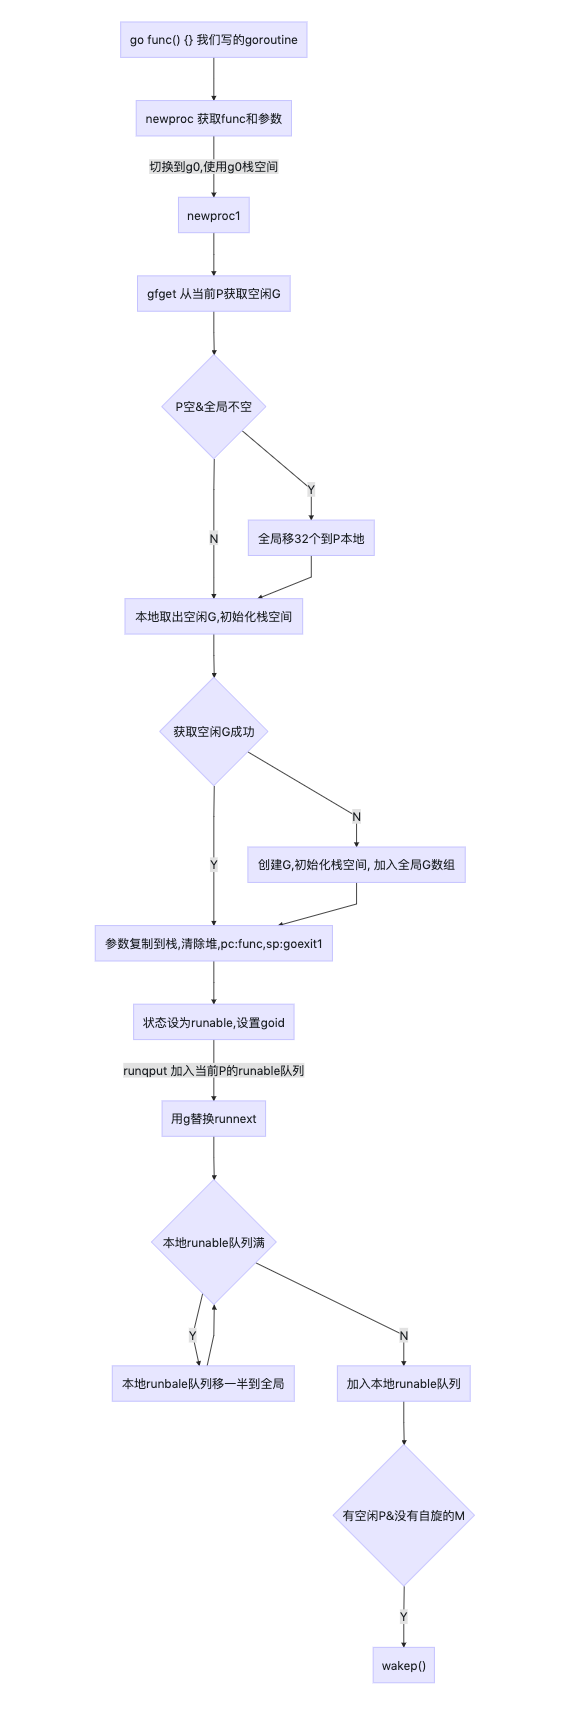 go func() {} 我们写的goroutine
newproc 获取func和参数
切换到g0,使用g0栈空间
newproc1
gfget 从当前P获取空闲G
P空&全局不空
Y
N
全局移32个到P本地
本地取出空闲G,初始化栈空间
获取空闲G成功
N
Y
创建G,初始化栈空间, 加入全局G数组
参数复制到栈,清除堆,pc:func,sp:goexit1
状态设为runable,设置goid
runqput 加入当前P的runable队列
用g替换runnext
本地runable队列满
Y
N
本地runbale队列移一半到全局
加入本地runable队列
有空闲P&没有自旋的M
Y
wakep()